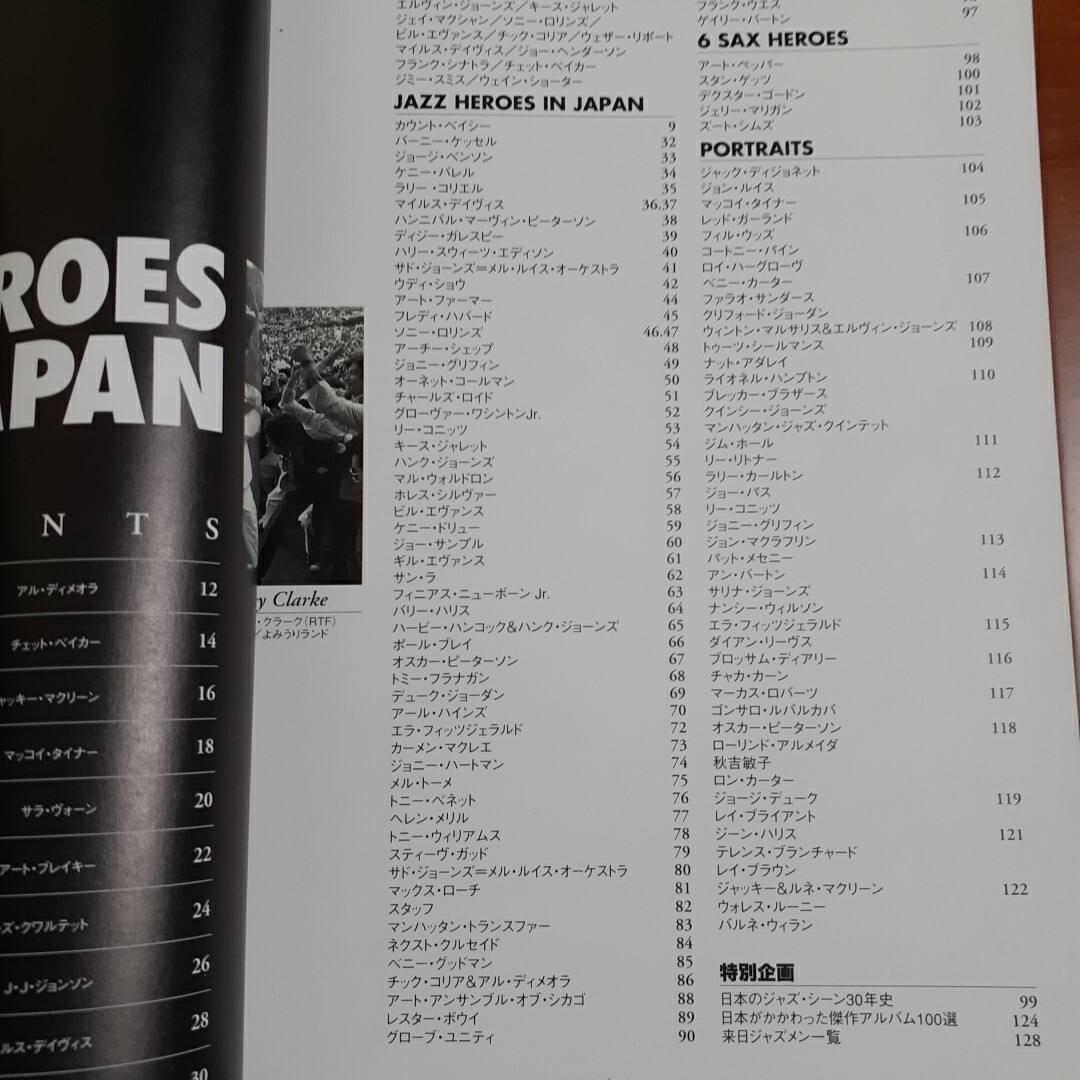 ROES
APAN
N T S
アル・ディメオラ 12
チェット・ベイカー 14
ャッキー・マクリーン 16
マッコイ・タイナー 18
サラ・ヴォーン 20
アート・ブレイキー 22
ズ・クワルテット 24
J・J・ジョンソン 26
ルス・デイヴィス 28
30
y Clarke
・クラーク(RTF)
/よみうりランド
エルヴィン・ジョーンズ/キース・ジャレット
ジェイ・マクシャン/ソニー・ロリンズ/
ビル・エヴァンス/チック・コリア/ウェザー・リポート
マイルス・デイヴィス/ジョー・ヘンダーソン
フランク・シナトラ/チェット・ベイカー
ジミー・スミス/ウェイン・ショーター
JAZZ HEROES IN JAPAN
カウント・ベイシー 9
バーニー・ケッセル 32
ジョージ・ベンソン 33
ケニー・バレル 34
ラリー・コリエル 35
マイルス・デイヴィス 36.37
ハンニバル・マーヴィン・ピーターソン 38
ディジー・ガレスピー 39
ハリー・スウィーツ・エディソン 40
サド・ジョーンズ=メル・ルイス・オーケストラ 41
ウディ・ショウ 42
アート・ファーマー 44
フレディ・ハバード 45
ソニー・ロリンズ 46.47
アーチー・シェップ 48
ジョニー・グリフィン 49
オーネット・コールマン 50
チャールズ・ロイド 51
グローヴァー・ワシントンJr. 52
リー・コニッツ 53
キース・ジャレット 54
ハンク・ジョーンズ 55
マル・ウォルドロン 56
ホレス・シルヴァー 57
ビル・エヴァンス 58
ケニー・ドリュー 59
ジョー・サンプル 60
ギル・エヴァンス 61
サン・ラ 62
フィニアス・ニューボーン Jr. 63
バリー・ハリス 64
ハービー・ハンコック&ハンク・ジョーンズ 65
ポール・ブレイ 66
オスカー・ピーターソン 67
トミー・フラナガン 68
デューク・ジョーダン 69
アール・ハインズ 70
エラ・フィッツジェラルド 72
カーメン・マクレエ 73
ジョニー・ハートマン 74
メル・トーメ 75
トニー・ベネット 76
ヘレン・メリル 77
トニー・ウィリアムス 78
スティーヴ・ガッド 79
サド・ジョーンズ=メル・ルイス・オーケストラ 80
マックス・ローチ 81
スタッフ 82
マンハッタン・トランスファー 83
ネクスト・クルセイド 84
ベニー・グッドマン 85
チック・コリア&アル・ディメオラ 86
アート・アンサンブル・オブ・シカゴ 88
レスター・ボウイ 89
グローブ・ユニティ 90
フランク・ウエス
ゲイリー・バートン 97
6 SAX HEROES
アート・ペッパー 98
スタン・ゲッツ 100
デクスター・ゴードン 101
ジェリー・マリガン 102
ズート・シムズ 103
PORTRAITS
ジャック・ディジョネット 104
ジョン・ルイス
マッコイ・タイナー 105
レッド・ガーランド
フィル・ウッズ 106
コートニー・パイン
ロイ・ハーグローヴ
ベニー・カーター 107
ファラオ・サンダース
クリフォード・ジョーダン
ウィントン・マルサリス&エルヴィン・ジョーンズ 108
トゥーツ・シールマンス 109
ナット・アダレイ
ライオネル・ハンプトン 110
ブレッカー・ブラザース
クインシー・ジョーンズ
マンハッタン・ジャズ・クインテット
ジム・ホール 111
リー・リトナー
ラリー・カールトン 112
ジョー・パス
リー・コニッツ
ジョニー・グリフィン
ジョン・マクラフリン 113
パット・メセニー
アン・バートン 114
サリナ・ジョーンズ
ナンシー・ウィルソン
エラ・フィッツジェラルド 115
ダイアン・リーヴス
ブロッサム・ディアリー 116
チャカ・カーン
マーカス・ロバーツ 117
ゴンサロ・ルバルカバ
オスカー・ピーターソン 118
ローリンド・アルメイダ
秋吉敏子
ロン・カーター
ジョージ・デューク 119
レイ・ブライアント
ジーン・ハリス 121
テレンス・ブランチャード
レイ・ブラウン
ジャッキー&ルネ・マクリーン 122
ウォレス・ルーニー
バルネ・ウィラン
特別企画
日本のジャズ・シーン30年史 99
日本がかかわった傑作アルバム100選 124
来日ジャズメン一覧 128